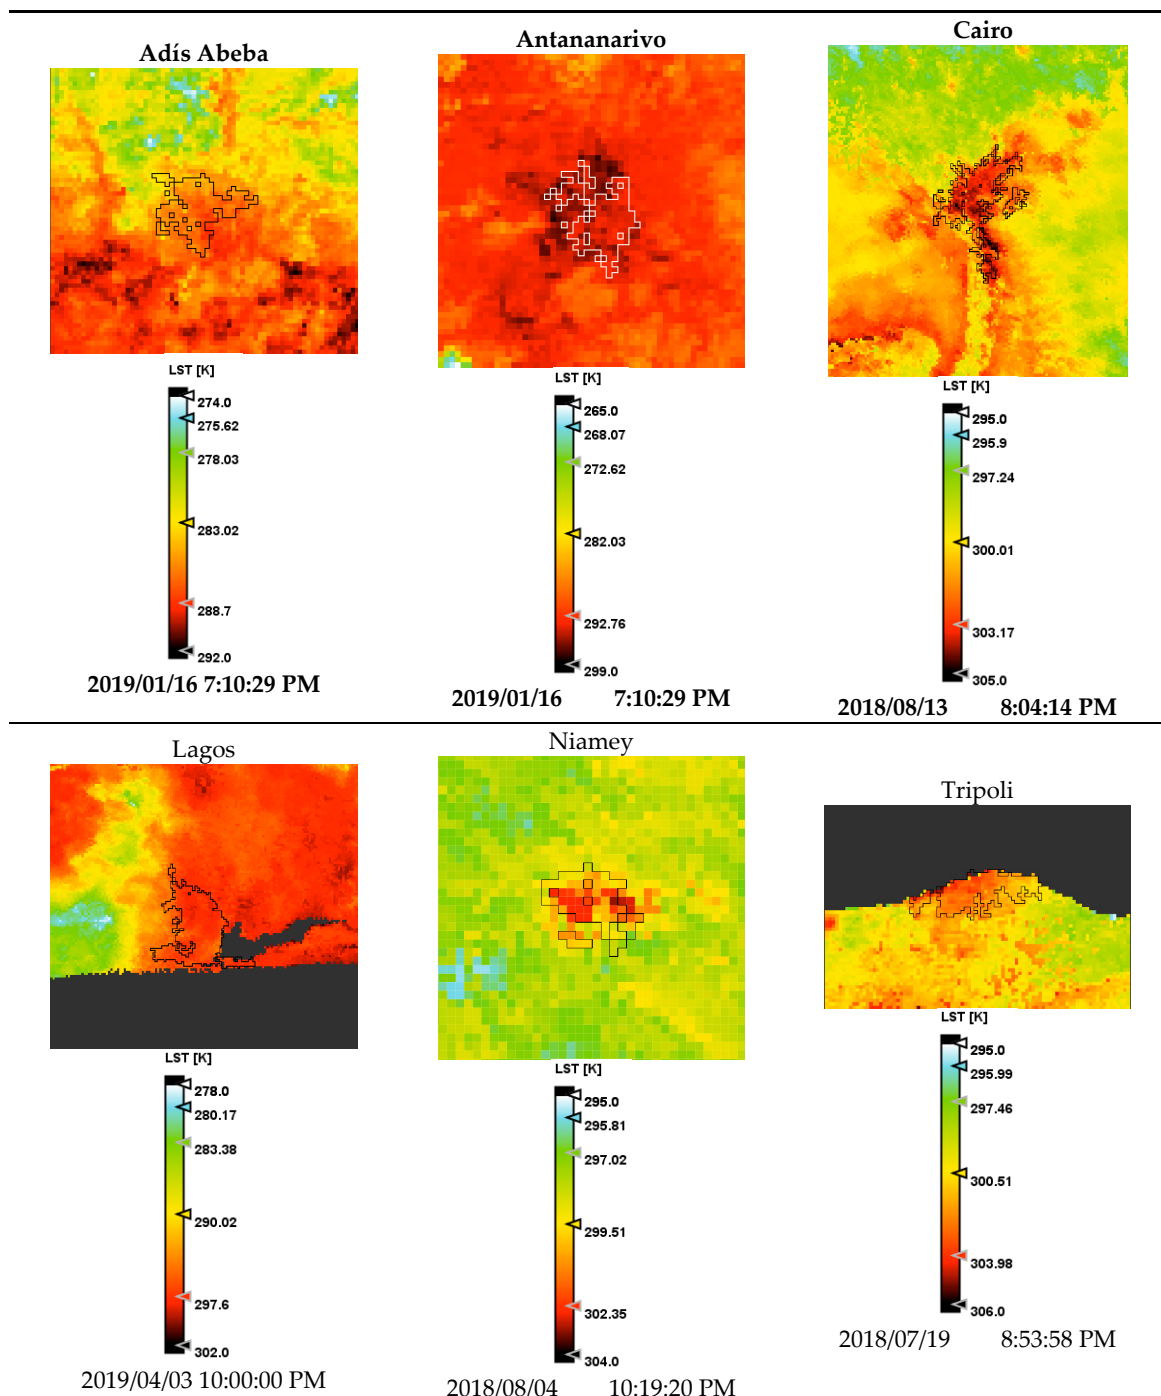 Adís Abeba
Antananarivo
Cairo
LST [K]
274.0
275.62
278.03
283.02
288.7
292.0
2019/01/16 7:10:29 PM
LST [K]
265.0
268.07
272.62
282.03
292.76
299.0
2019/01/16 7:10:29 PM
LST [K]
295.0
295.9
297.24
300.01
303.17
305.0
2018/08/13 8:04:14 PM
Lagos
Niamey
Tripoli
LST [K]
278.0
280.17
283.38
290.02
297.6
302.0
2019/04/03 10:00:00 PM
LST [K]
295.0
295.81
297.02
299.51
302.35
304.0
2018/08/04 10:19:20 PM
LST [K]
295.0
295.99
297.46
300.51
303.98
306.0
2018/07/19 8:53:58 PM